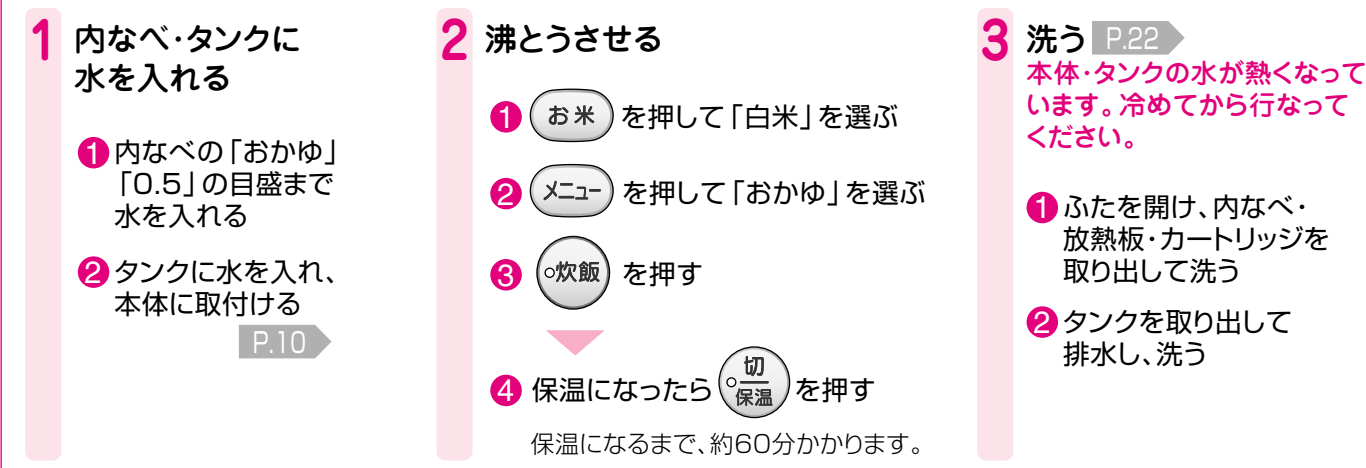 1 内なべ・タンクに
水を入れる
❶内なべの「おかゆ」
「0.5」の目盛まで
水を入れる
❷タンクに水を入れ、
本体に取付ける
P.10
2 沸とうさせる
❶ お米 を押して「白米」を選ぶ
❷ メニュー を押して「おかゆ」を選ぶ
❸ 炊飯 を押す
❹ 保温になったら 切 保温 を押す
保温になるまで、約60分かかります。
3 洗う P.22
本体・タンクの水が熱くなって
います。冷めてから行なって
ください。
❶ふたを開け、内なべ・
放熱板・カートリッジを
取り出して洗う
❷タンクを取り出して
排水し、洗う